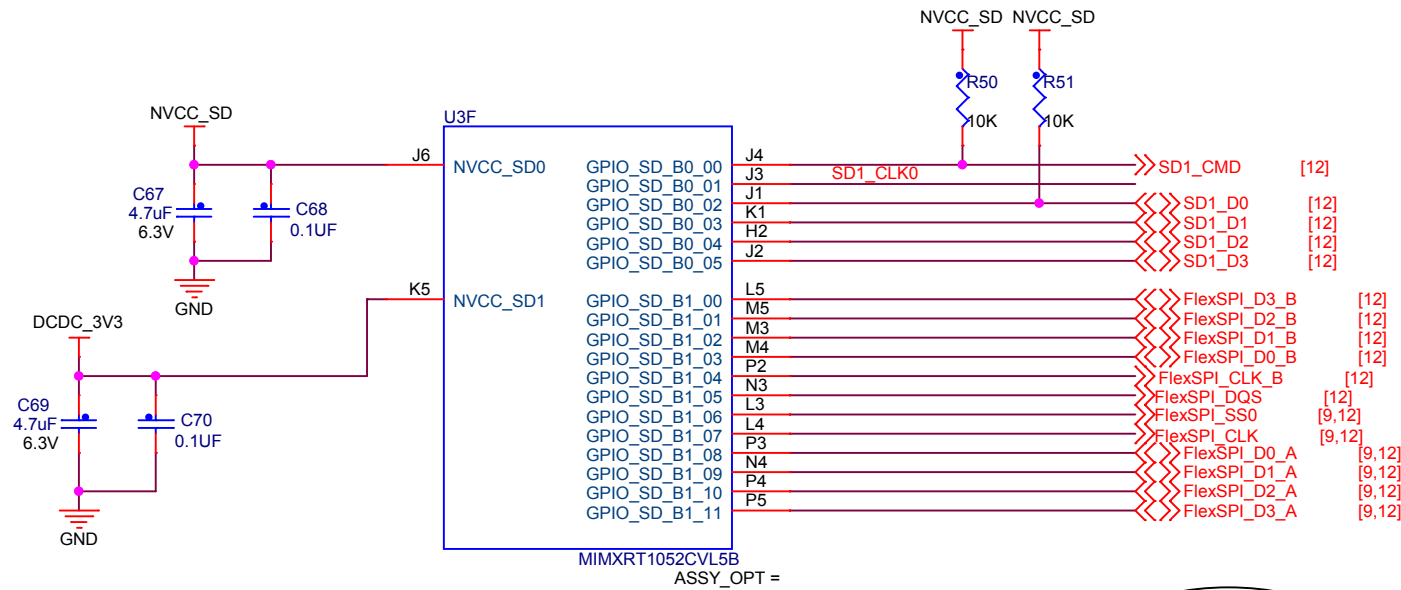 NVCC_SD NVCC_SD
R50 R51
10K 10K
NVCC_SD
U3F
J6 NVCC_SD0 GPIO_SD_B0_00 J4 SD1_CMD [12]
GPIO_SD_B0_01 J3 SD1_CLK0
GPIO_SD_B0_02 J1 SD1_D0 [12]
GPIO_SD_B0_03 K1 SD1_D1 [12]
GPIO_SD_B0_04 H2 SD1_D2 [12]
GPIO_SD_B0_05 J2 SD1_D3 [12]
C67
4.7uF
6.3V
C68
0.1UF
GND
K5 NVCC_SD1 GPIO_SD_B1_00 L5 FlexSPI_D3_B [12]
GPIO_SD_B1_01 M5 FlexSPI_D2_B [12]
GPIO_SD_B1_02 M3 FlexSPI_D1_B [12]
GPIO_SD_B1_03 M4 FlexSPI_D0_B [12]
GPIO_SD_B1_04 P2 FlexSPI_CLK_B [12]
GPIO_SD_B1_05 N3 FlexSPI_DQS [12]
GPIO_SD_B1_06 L3 FlexSPI_SS0 [9,12]
GPIO_SD_B1_07 L4 FlexSPI_CLK [9,12]
GPIO_SD_B1_08 P3 FlexSPI_D0_A [9,12]
GPIO_SD_B1_09 N4 FlexSPI_D1_A [9,12]
GPIO_SD_B1_10 P4 FlexSPI_D2_A [9,12]
GPIO_SD_B1_11 P5 FlexSPI_D3_A [9,12]
DCDC_3V3
C69
4.7uF
6.3V
C70
0.1UF
GND
MIMXRT1052CVL5B
ASSY_OPT =